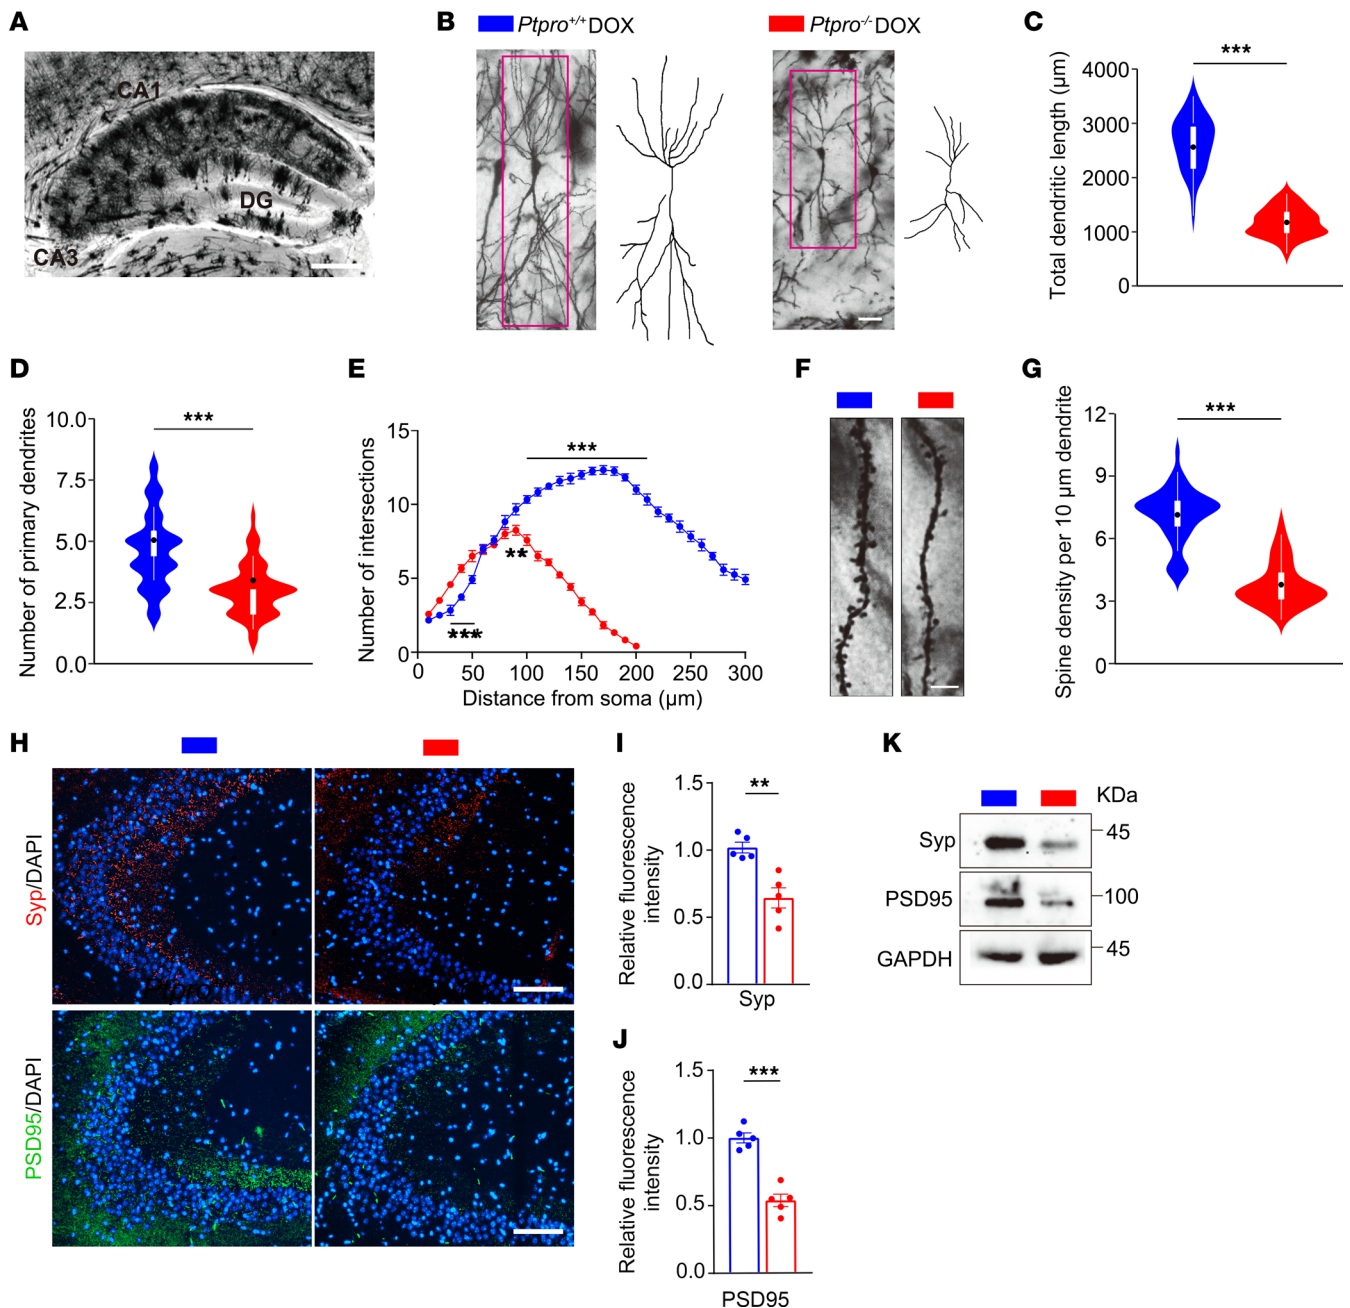 A
CA1
DG
CA3
B
Ptpro+/+DOX
Ptpro-/-DOX
C
***
Total dendritic length (µm)
4000
3000
2000
1000
0
D
***
Number of primary dendrites
10.0
7.5
5.0
2.5
0.0
E
Number of intersections
15
10
5
0
***
**
***
0 50 100 150 200 250 300
Distance from soma (µm)
F
G
***
Spine density per 10 µm dendrite
12
9
6
3
0
H
Syp/DAPI
PSD95/DAPI
I
**
Relative fluorescence
intensity
1.5
1.0
0.5
0.0
Syp
J
***
Relative fluorescence
intensity
1.5
1.0
0.5
0.0
PSD95
K
KDa
Syp
45
PSD95
100
GAPDH
45